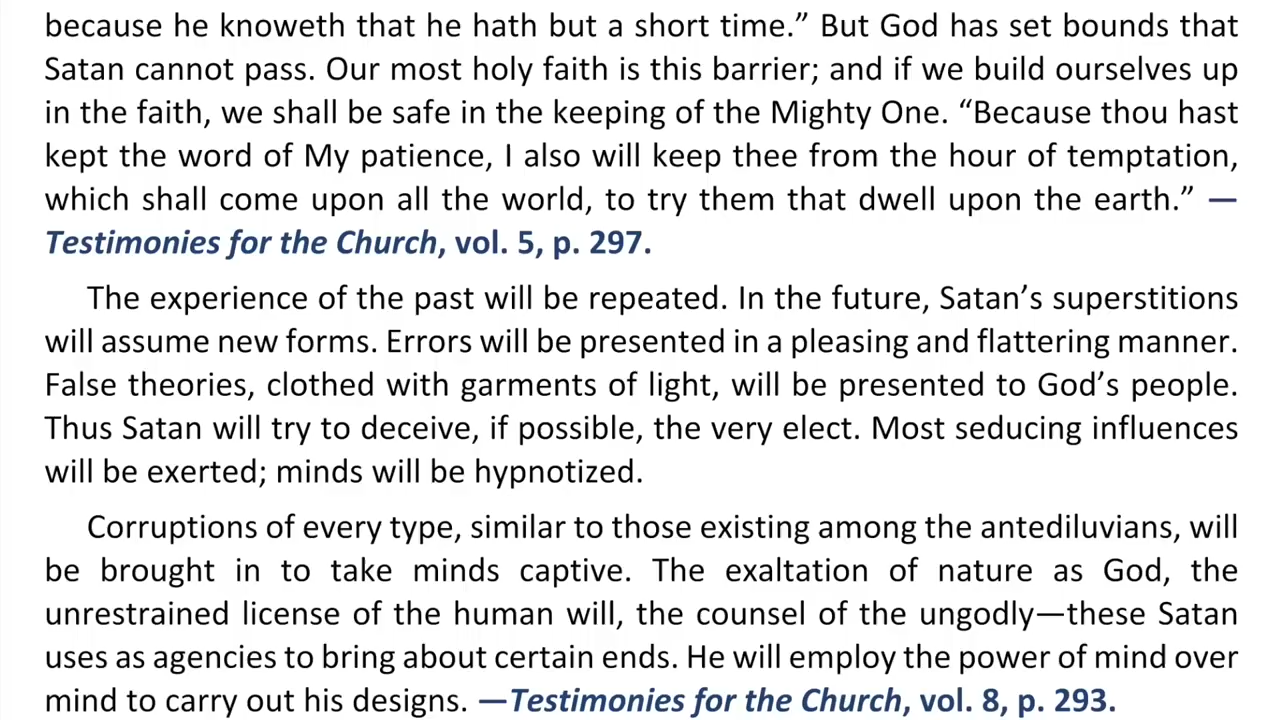 because he knoweth that he hath but a short time.” But God has set bounds that
Satan cannot pass. Our most holy faith is this barrier; and if we build ourselves up
in the faith, we shall be safe in the keeping of the Mighty One. “Because thou hast
kept the word of My patience, I also will keep thee from the hour of temptation,
which shall come upon all the world, to try them that dwell upon the earth.” —
Testimonies for the Church, vol. 5, p. 297.
The experience of the past will be repeated. In the future, Satan’s superstitions
will assume new forms. Errors will be presented in a pleasing and flattering manner.
False theories, clothed with garments of light, will be presented to God’s people.
Thus Satan will try to deceive, if possible, the very elect. Most seducing influences
will be exerted; minds will be hypnotized.
Corruptions of every type, similar to those existing among the antediluvians, will
be brought in to take minds captive. The exaltation of nature as God, the
unrestrained license of the human will, the counsel of the ungodly—these Satan
uses as agencies to bring about certain ends. He will employ the power of mind over
mind to carry out his designs. —Testimonies for the Church, vol. 8, p. 293.